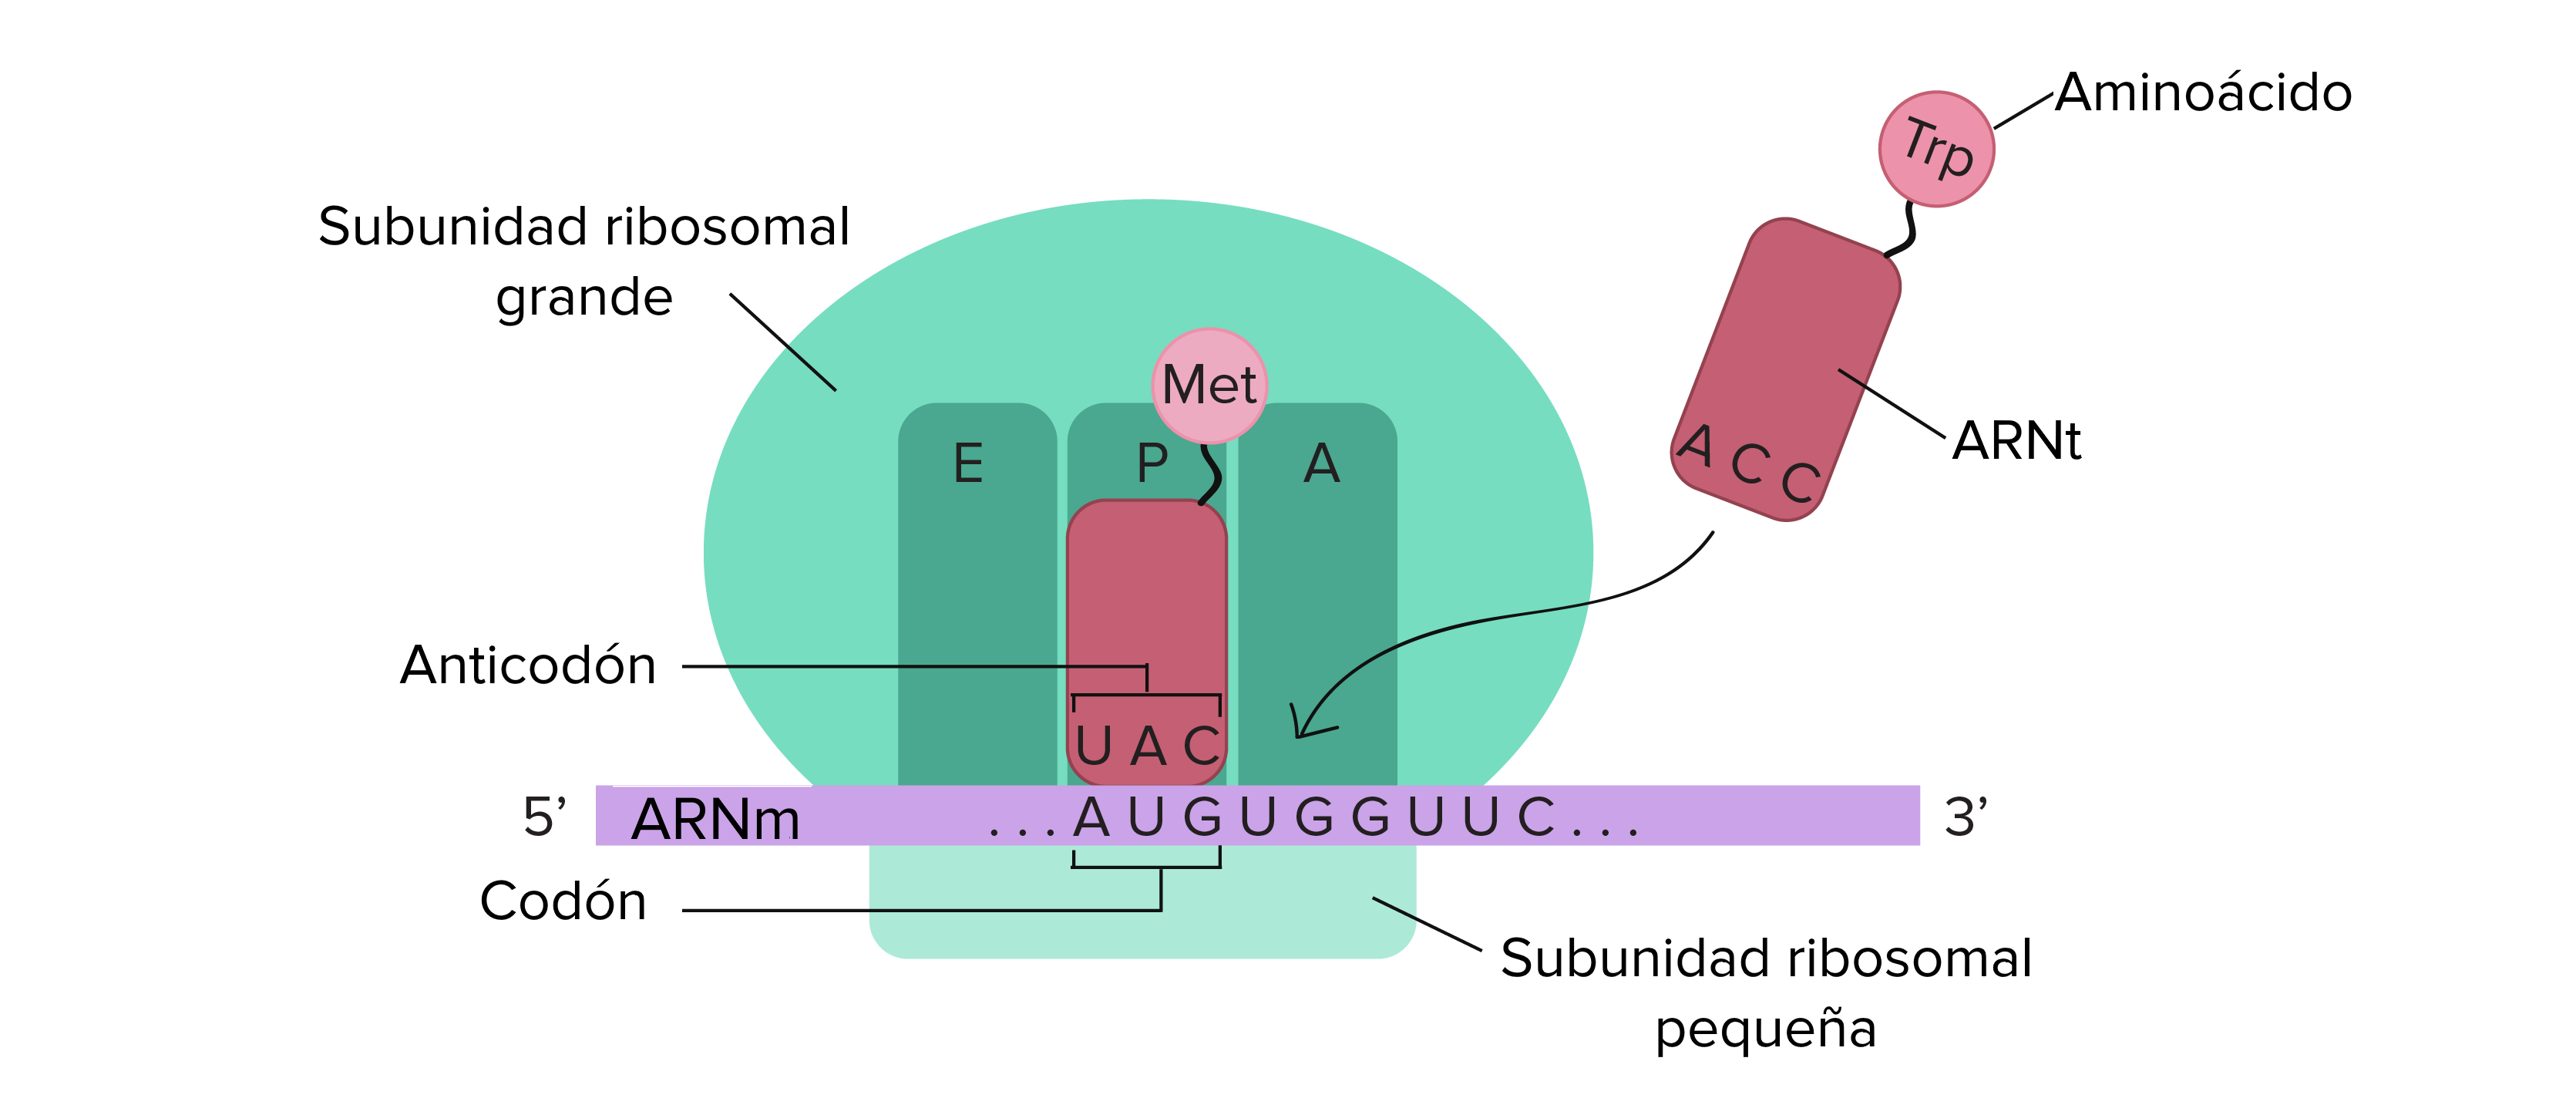 Aminoácido
Trp
Subunidad ribosomal
grande
Met
E P A
ARNt
A C C
Anticodón
U A C
5’ ARNm ...A U G U G G U U C... 3’
Codón
Subunidad ribosomal
pequeña